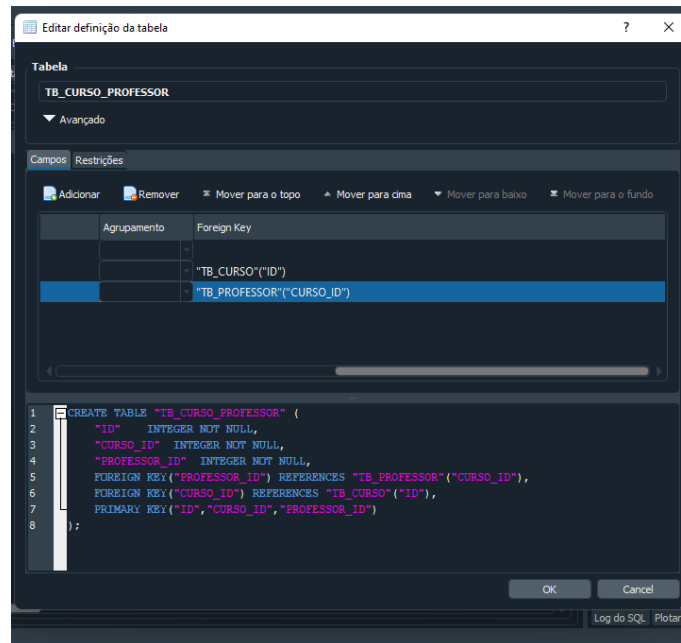 Editar definição da tabela ? ×
Tabela
TB_CURSO_PROFESSOR
Avançado
Campos Restrições
Adicionar Remover Mover para o topo Mover para cima Mover para baixo Mover para o fundo
Agrupamento Foreign Key
"TB_CURSO"("ID")
"TB_PROFESSOR"("CURSO_ID")
1 CREATE TABLE "TB_CURSO_PROFESSOR" (
2 "ID" INTEGER NOT NULL,
3 "CURSO_ID" INTEGER NOT NULL,
4 "PROFESSOR_ID" INTEGER NOT NULL,
5 FOREIGN KEY("PROFESSOR_ID") REFERENCES "TB_PROFESSOR"("CURSO_ID"),
6 FOREIGN KEY("CURSO_ID") REFERENCES "TB_CURSO"("ID"),
7 PRIMARY KEY("ID","CURSO_ID","PROFESSOR_ID")
8 );
OK Cancel
Log do SQL Plotar